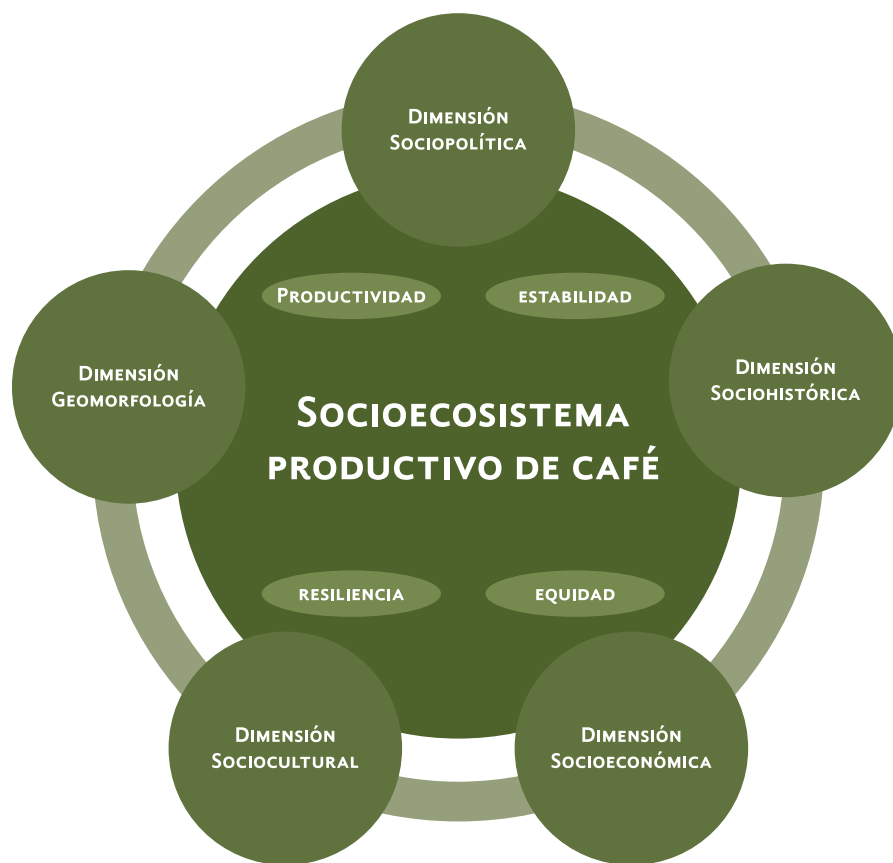 Dimensión
Sociopolítica
Productividad
estabilidad
Dimensión
Geomorfología
Dimensión
Sociohistórica
Socioecosistema
productivo de café
resiliencia
equidad
Dimensión
Sociocultural
Dimensión
Socioeconómica